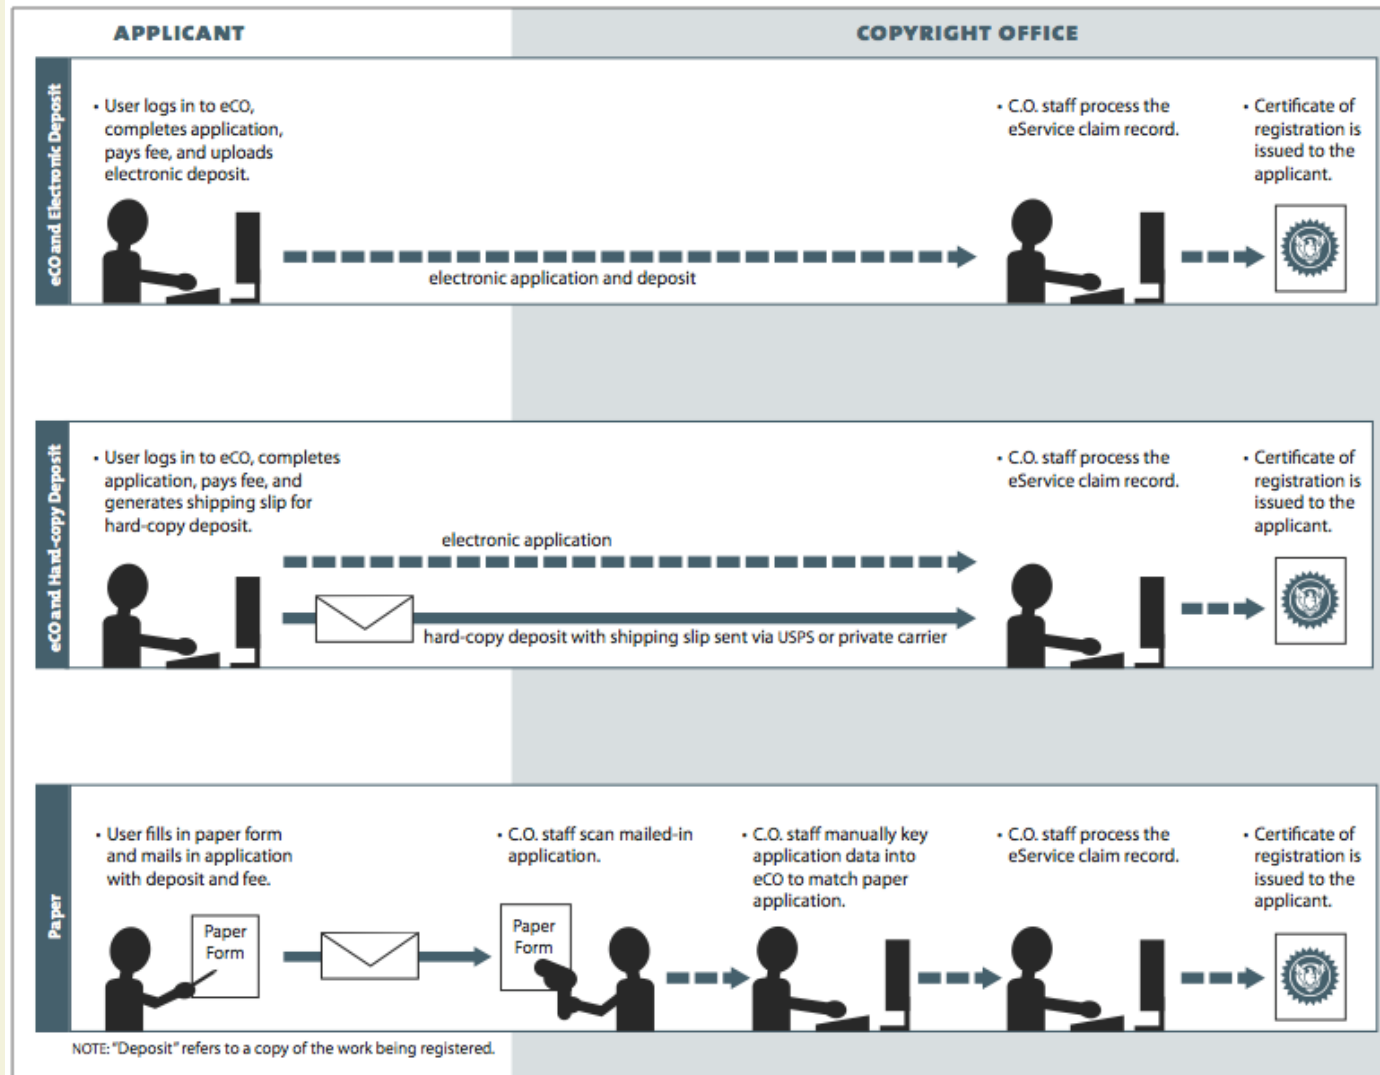 APPLICANT
COPYRIGHT OFFICE
eCO and Electronic Deposit
• User logs in to eCO,
completes application,
pays fee, and uploads
electronic deposit.
electronic application and deposit
• C.O. staff process the
eService claim record.
• Certificate of
registration is
issued to the
applicant.
eCO and Hard-copy Deposit
• User logs in to eCO, completes
application, pays fee, and
generates shipping slip for
hard-copy deposit.
electronic application
hard-copy deposit with shipping slip sent via USPS or private carrier
• C.O. staff process the
eService claim record.
• Certificate of
registration is
issued to the
applicant.
Paper
• User fills in paper form
and mails in application
with deposit and fee.
Paper
Form
• C.O. staff scan mailed-in
application.
Paper
Form
• C.O. staff manually key
application data into
eCO to match paper
application.
• C.O. staff process the
eService claim record.
• Certificate of
registration is
issued to the
applicant.
NOTE: "Deposit" refers to a copy of the work being registered.